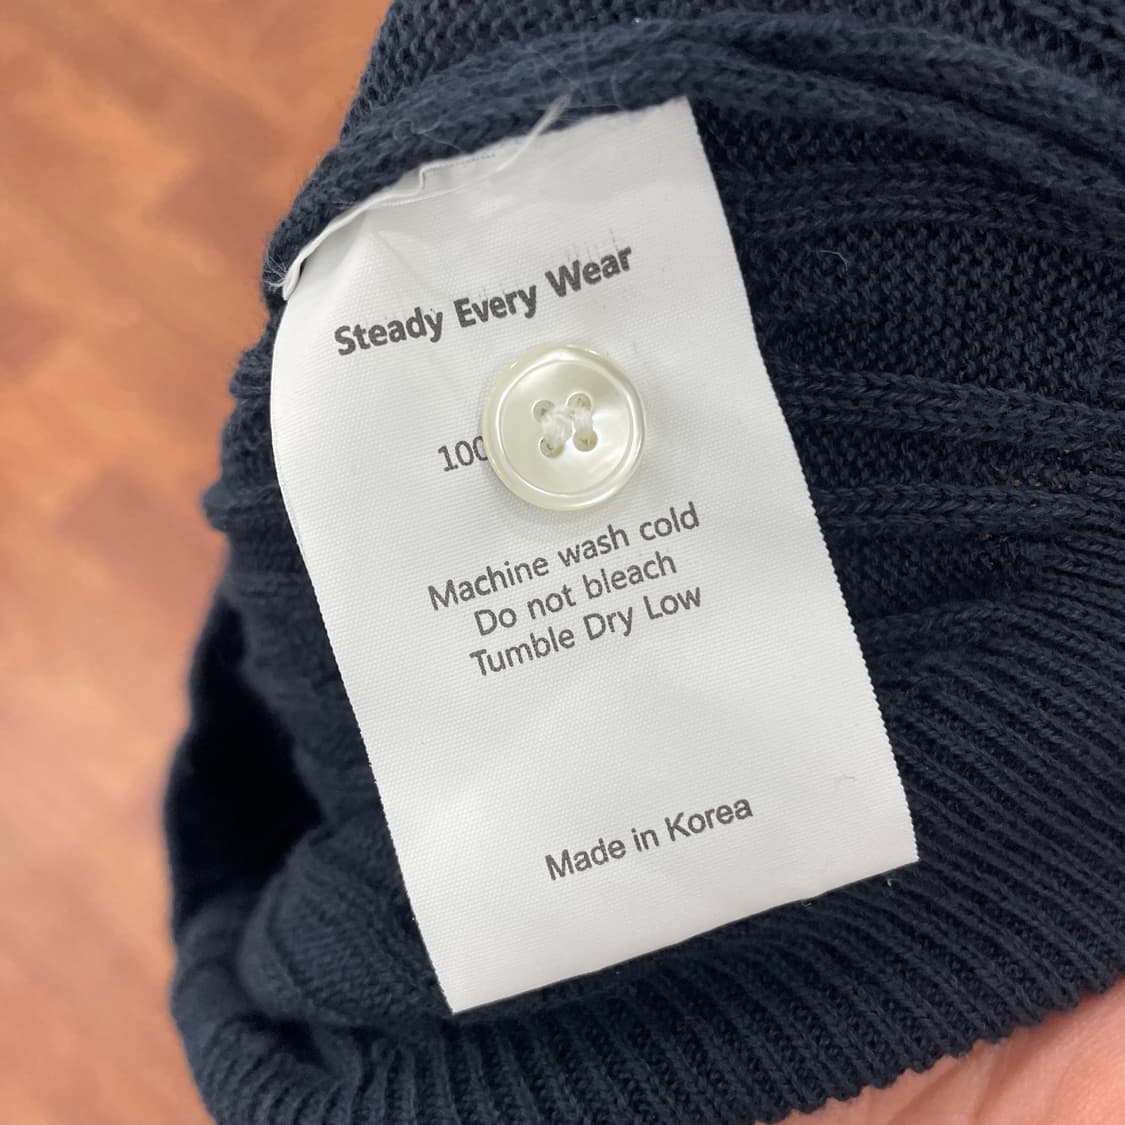 Steady Every Wear
100
Machine wash cold
Do not bleach
Tumble Dry Low
Made in Korea